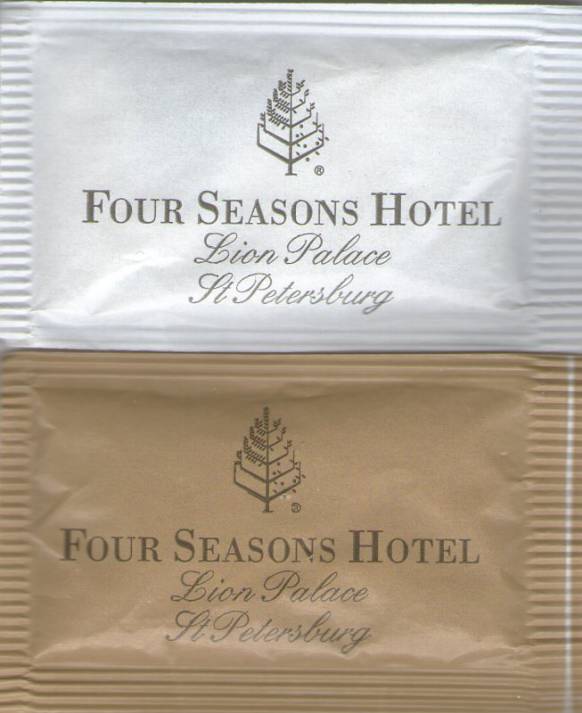 ®
FOUR SEASONS HOTEL
Lion Palace
St Petersburg
®
FOUR SEASONS HOTEL
Lion Palace
St Petersburg